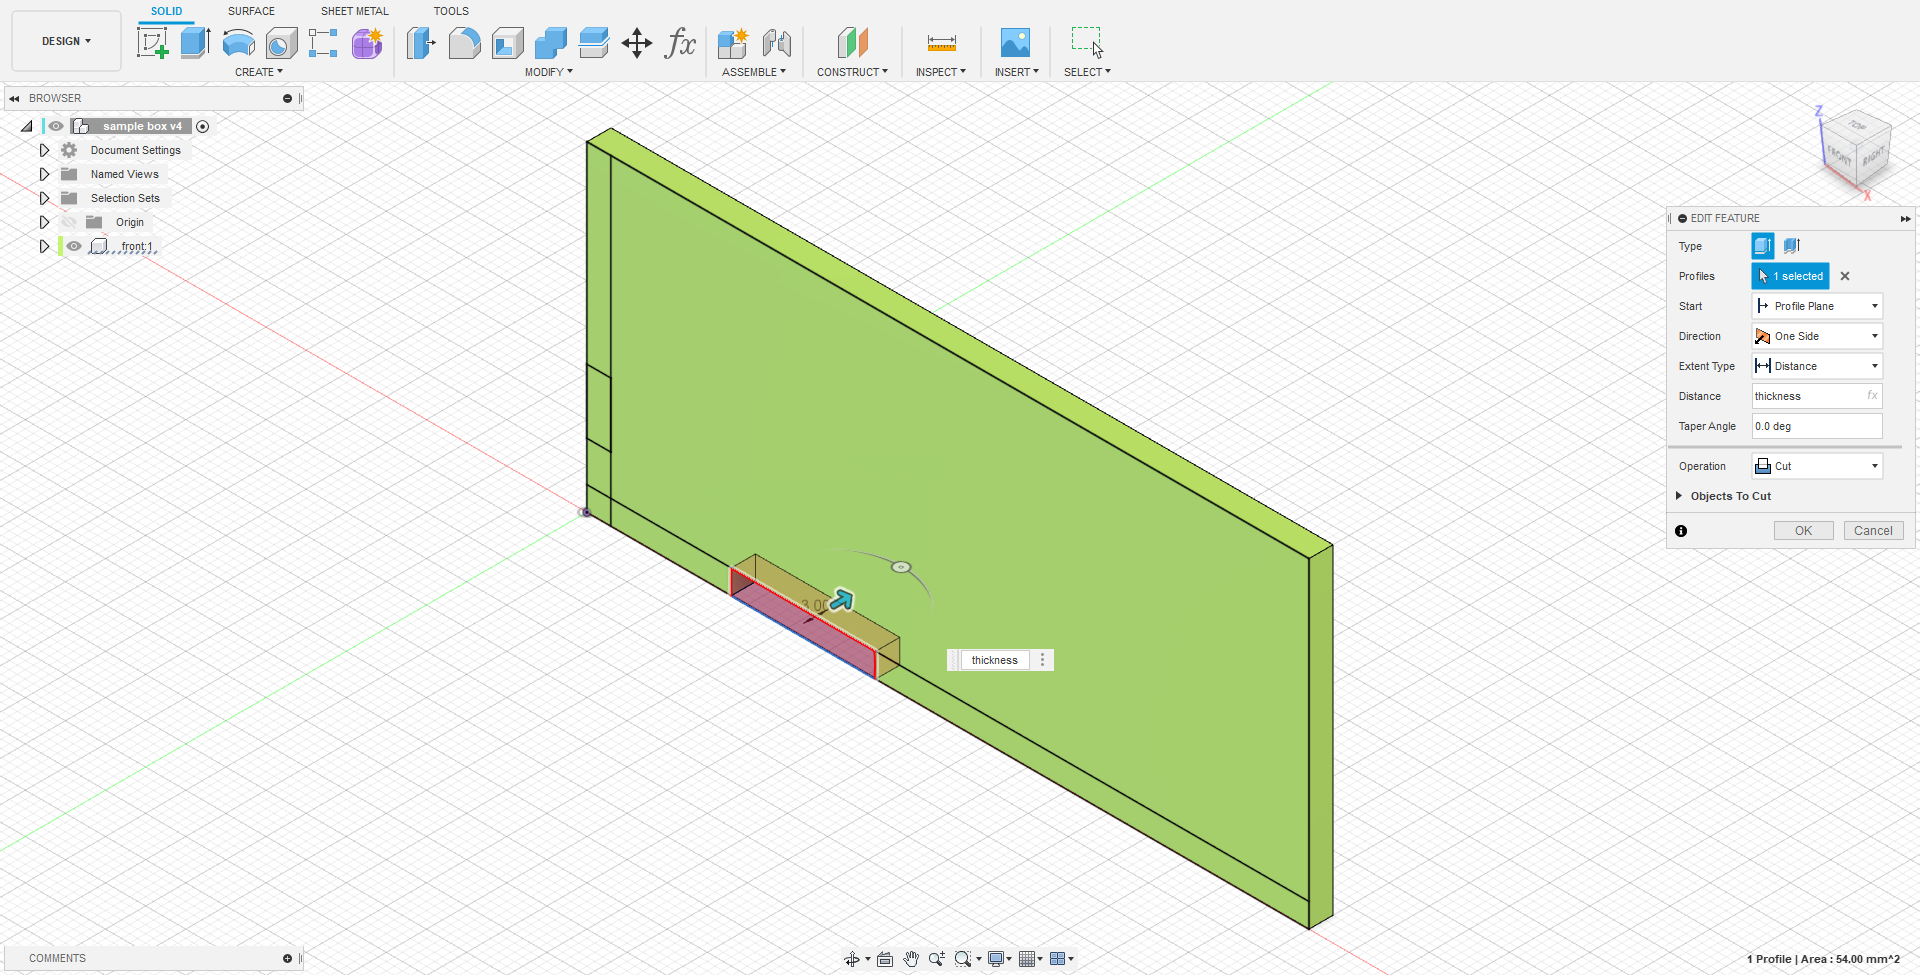 SOLID SURFACE SHEET METAL TOOLS
DESIGN
CREATE MODIFY ASSEMBLE CONSTRUCT INSPECT INSERT SELECT
BROWSER
sample box v4
Document Settings
Named Views
Selection Sets
Origin
front:1
Z
TOP
FRONT
RIGHT
X
EDIT FEATURE
Type
Profiles 1 selected
Start Profile Plane
Direction One Side
Extent Type Distance
Distance thickness fx
Taper Angle 0.0 deg
Operation Cut
Objects To Cut
OK Cancel
3.00
thickness
COMMENTS
1 Profile | Area : 54.00 mm^2